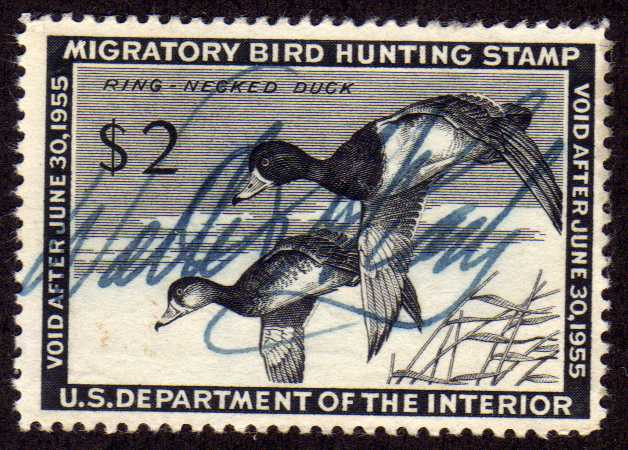 MIGRATORY BIRD HUNTING STAMP
RING-NECKED DUCK
$2
VOID AFTER JUNE 30, 1955
VOID AFTER JUNE 30, 1955
U.S. DEPARTMENT OF THE INTERIOR